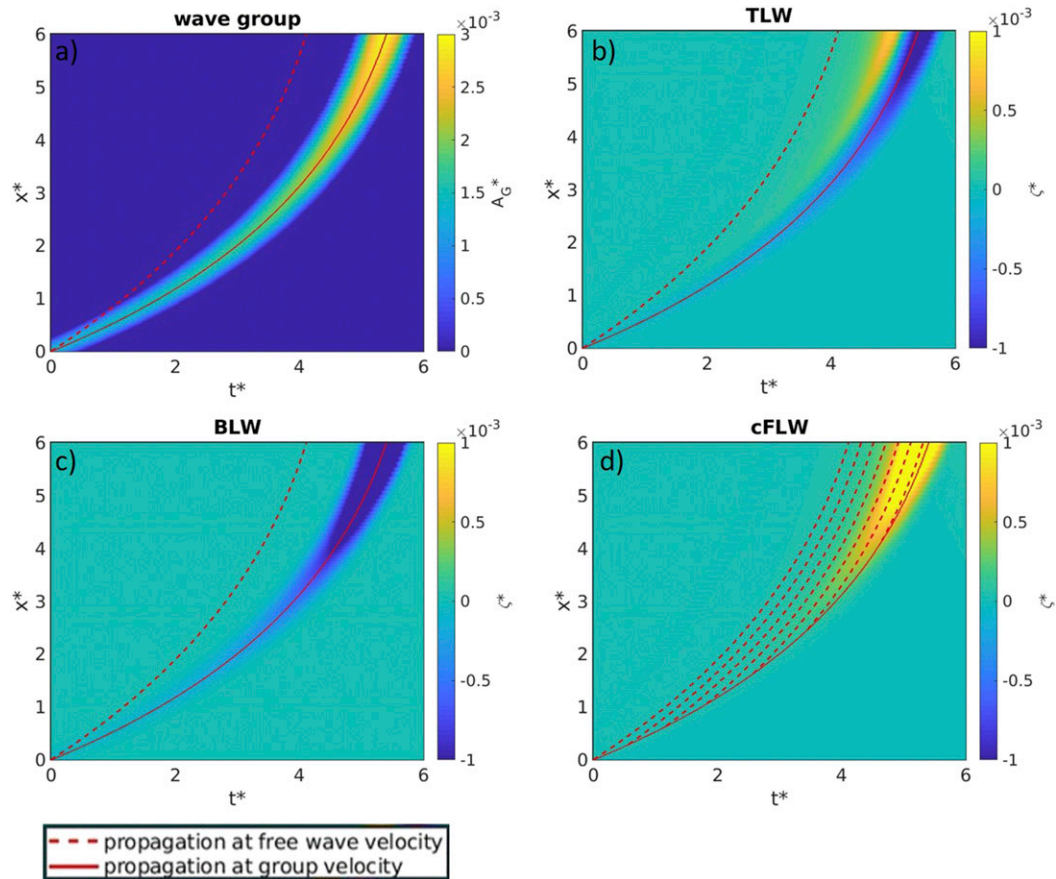 wave group
a)
×10⁻³
6
5
4
3
2
1
0
x*
0 2 4 6
t*
3
2.5
2
1.5
1
0.5
0
A_G*
TLW
b)
×10⁻³
6
5
4
3
2
1
0
x*
0 2 4 6
t*
1
0.5
0
-0.5
-1
ζ*
BLW
c)
×10⁻³
6
5
4
3
2
1
0
x*
0 2 4 6
t*
1
0.5
0
-0.5
-1
ζ*
cFLW
d)
×10⁻³
6
5
4
3
2
1
0
x*
0 2 4 6
t*
1
0.5
0
-0.5
-1
ζ*
propagation at free wave velocity
propagation at group velocity